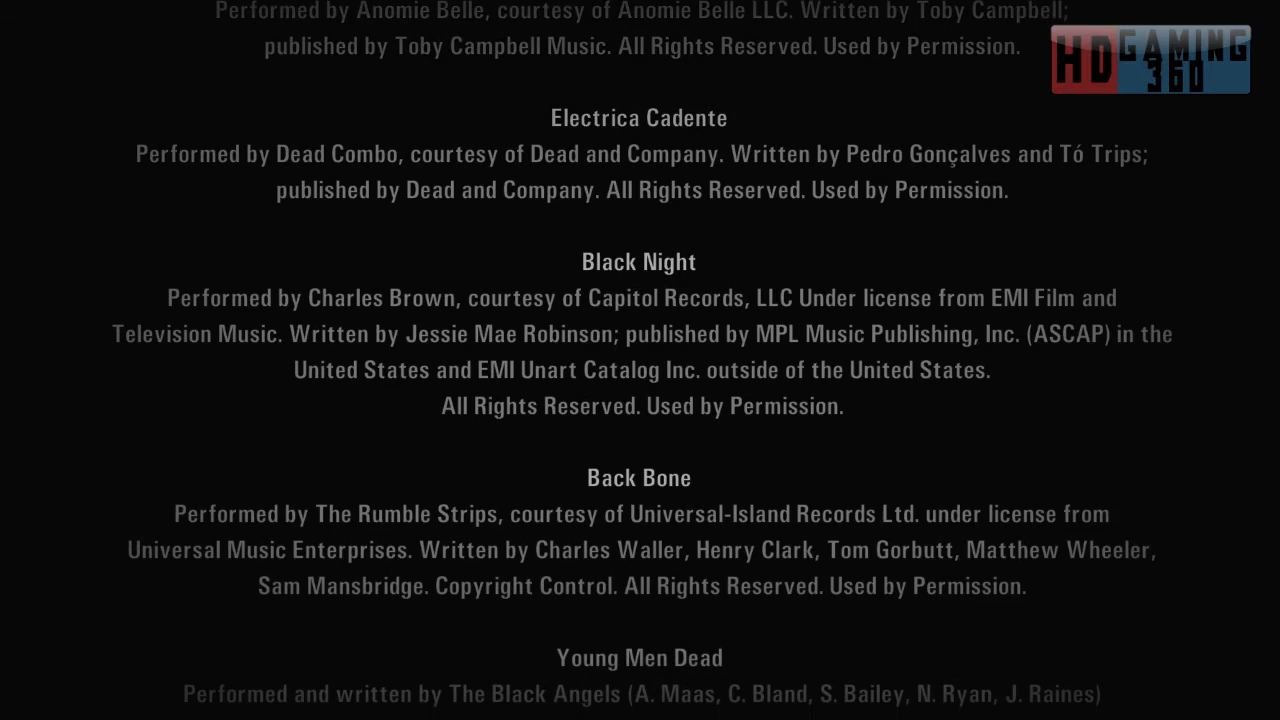 Performed by Anomie Belle, courtesy of Anomie Belle LLC. Written by Toby Campbell;
published by Toby Campbell Music. All Rights Reserved. Used by Permission.
HD GAMING 360
Electrica Cadente
Performed by Dead Combo, courtesy of Dead and Company. Written by Pedro Gonçalves and Tó Trips;
published by Dead and Company. All Rights Reserved. Used by Permission.
Black Night
Performed by Charles Brown, courtesy of Capitol Records, LLC Under license from EMI Film and
Television Music. Written by Jessie Mae Robinson; published by MPL Music Publishing, Inc. (ASCAP) in the
United States and EMI Unart Catalog Inc. outside of the United States.
All Rights Reserved. Used by Permission.
Back Bone
Performed by The Rumble Strips, courtesy of Universal-Island Records Ltd. under license from
Universal Music Enterprises. Written by Charles Waller, Henry Clark, Tom Gorbutt, Matthew Wheeler,
Sam Mansbridge. Copyright Control. All Rights Reserved. Used by Permission.
Young Men Dead
Performed and written by The Black Angels (A. Maas, C. Bland, S. Bailey, N. Ryan, J. Raines)